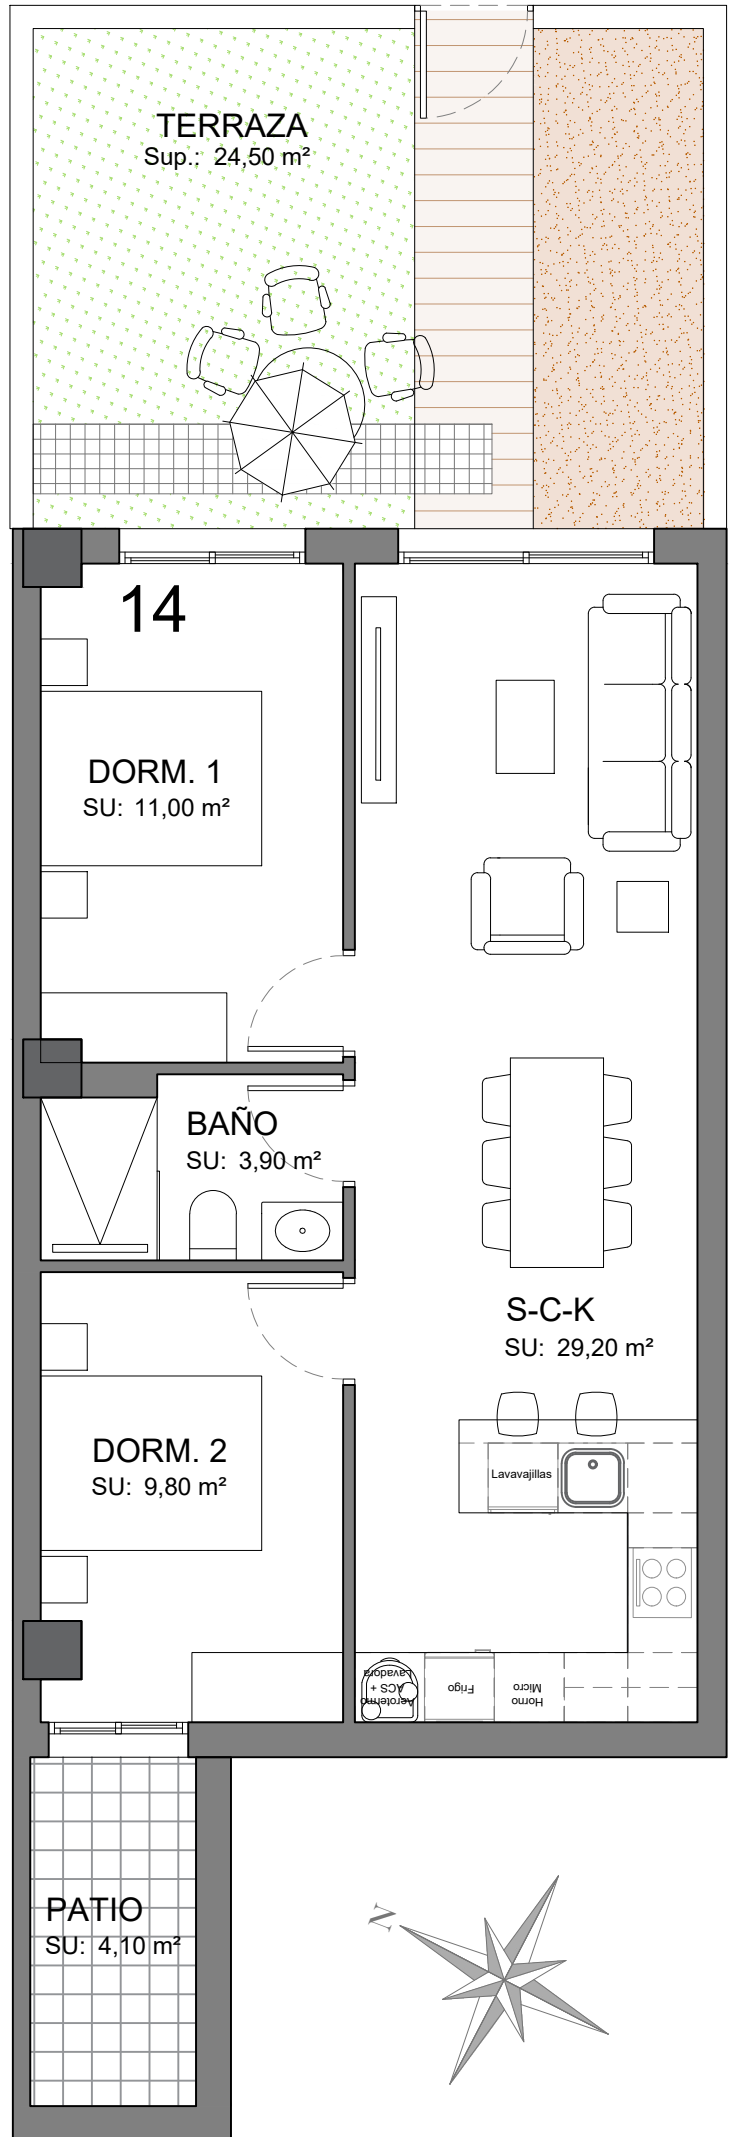 TERRAZA
Sup.: 24,50 m²
14
DORM. 1
SU: 11,00 m²
BAÑO
SU: 3,90 m²
S-C-K
SU: 29,20 m²
DORM. 2
SU: 9,80 m²
Lavavajillas
Aerotermo
ACS +
Lavadora
Frigo
Horno
Micro
PATIO
SU: 4,10 m²
N